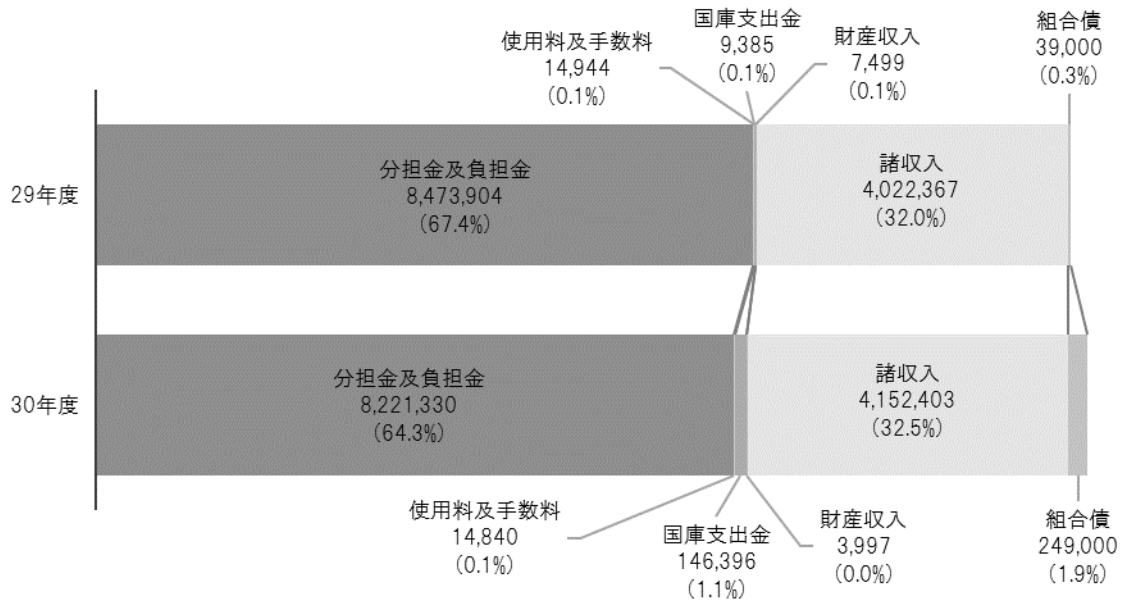 国庫支出金
9,385
(0.1%)
使用料及手数料
14,944
(0.1%)
財産収入
7,499
(0.1%)
組合債
39,000
(0.3%)
29年度
分担金及負担金
8,473,904
(67.4%)
諸収入
4,022,367
(32.0%)
30年度
分担金及負担金
8,221,330
(64.3%)
諸収入
4,152,403
(32.5%)
使用料及手数料
14,840
(0.1%)
国庫支出金
146,396
(1.1%)
財産収入
3,997
(0.0%)
組合債
249,000
(1.9%)